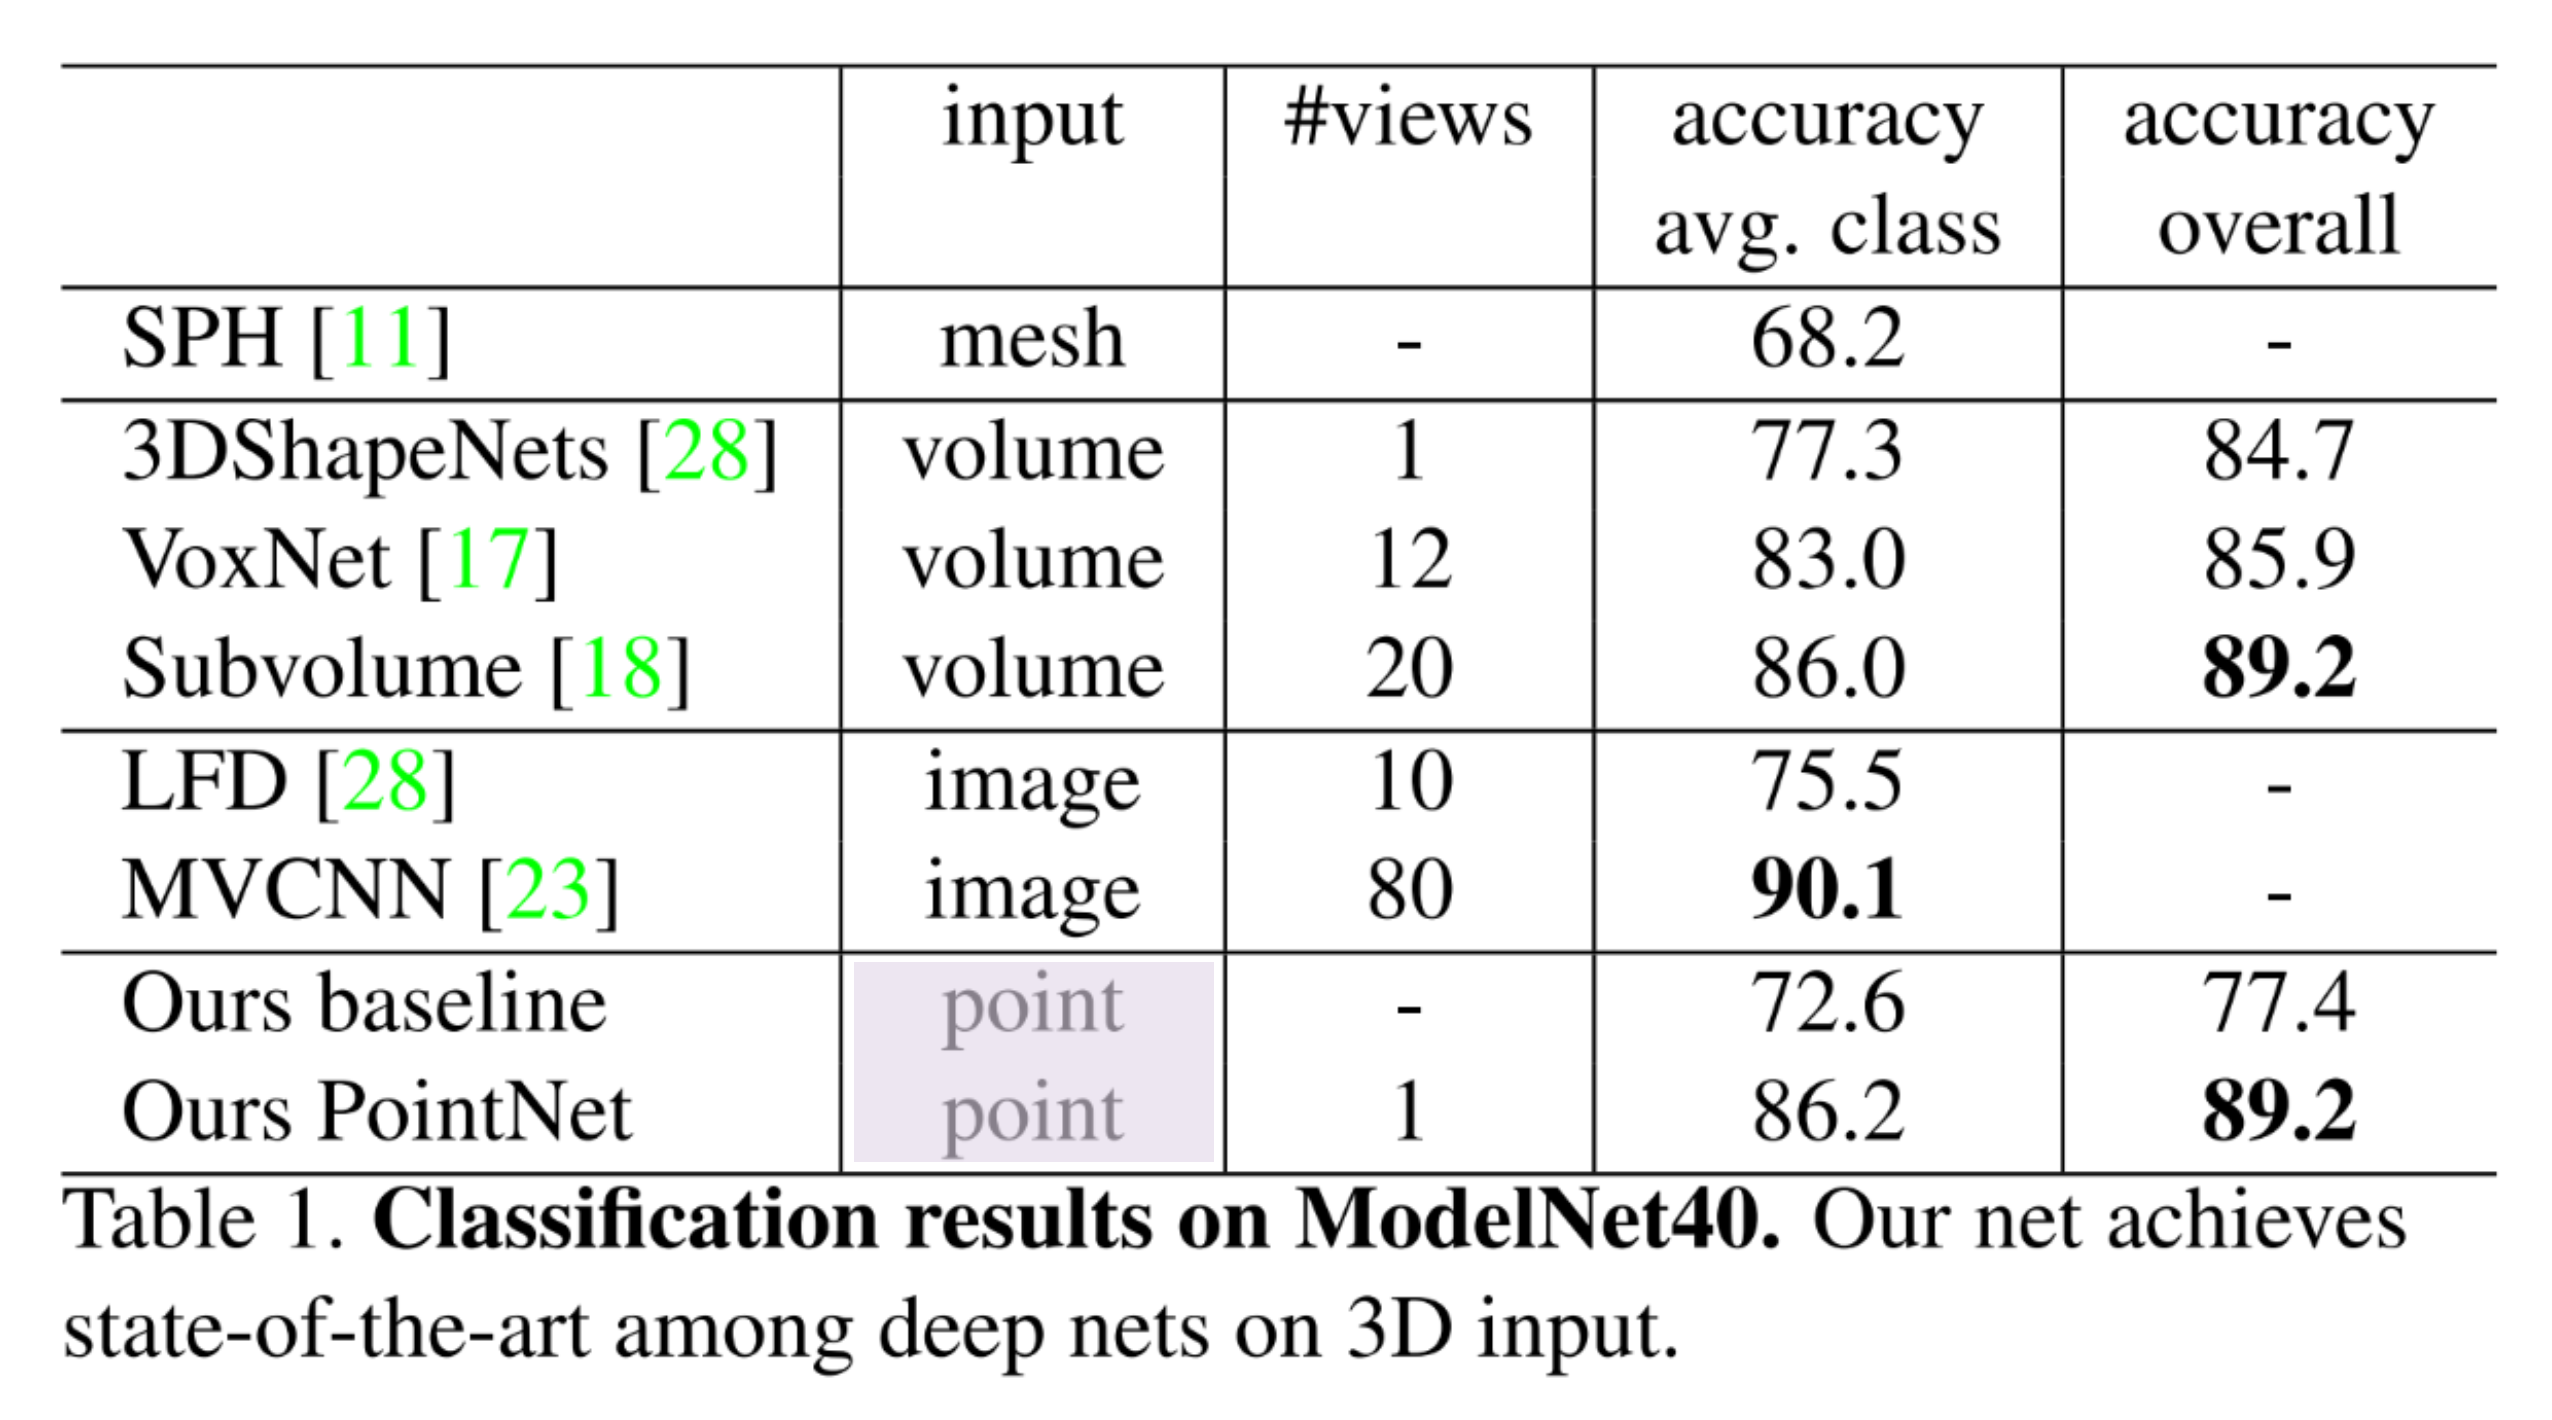 input #views accuracy accuracy
avg. class overall
SPH [11] mesh - 68.2 -
3DShapeNets [28] volume 1 77.3 84.7
VoxNet [17] volume 12 83.0 85.9
Subvolume [18] volume 20 86.0 89.2
LFD [28] image 10 75.5 -
MVCNN [23] image 80 90.1 -
Ours baseline point - 72.6 77.4
Ours PointNet point 1 86.2 89.2
Table 1. Classification results on ModelNet40. Our net achieves
state-of-the-art among deep nets on 3D input.